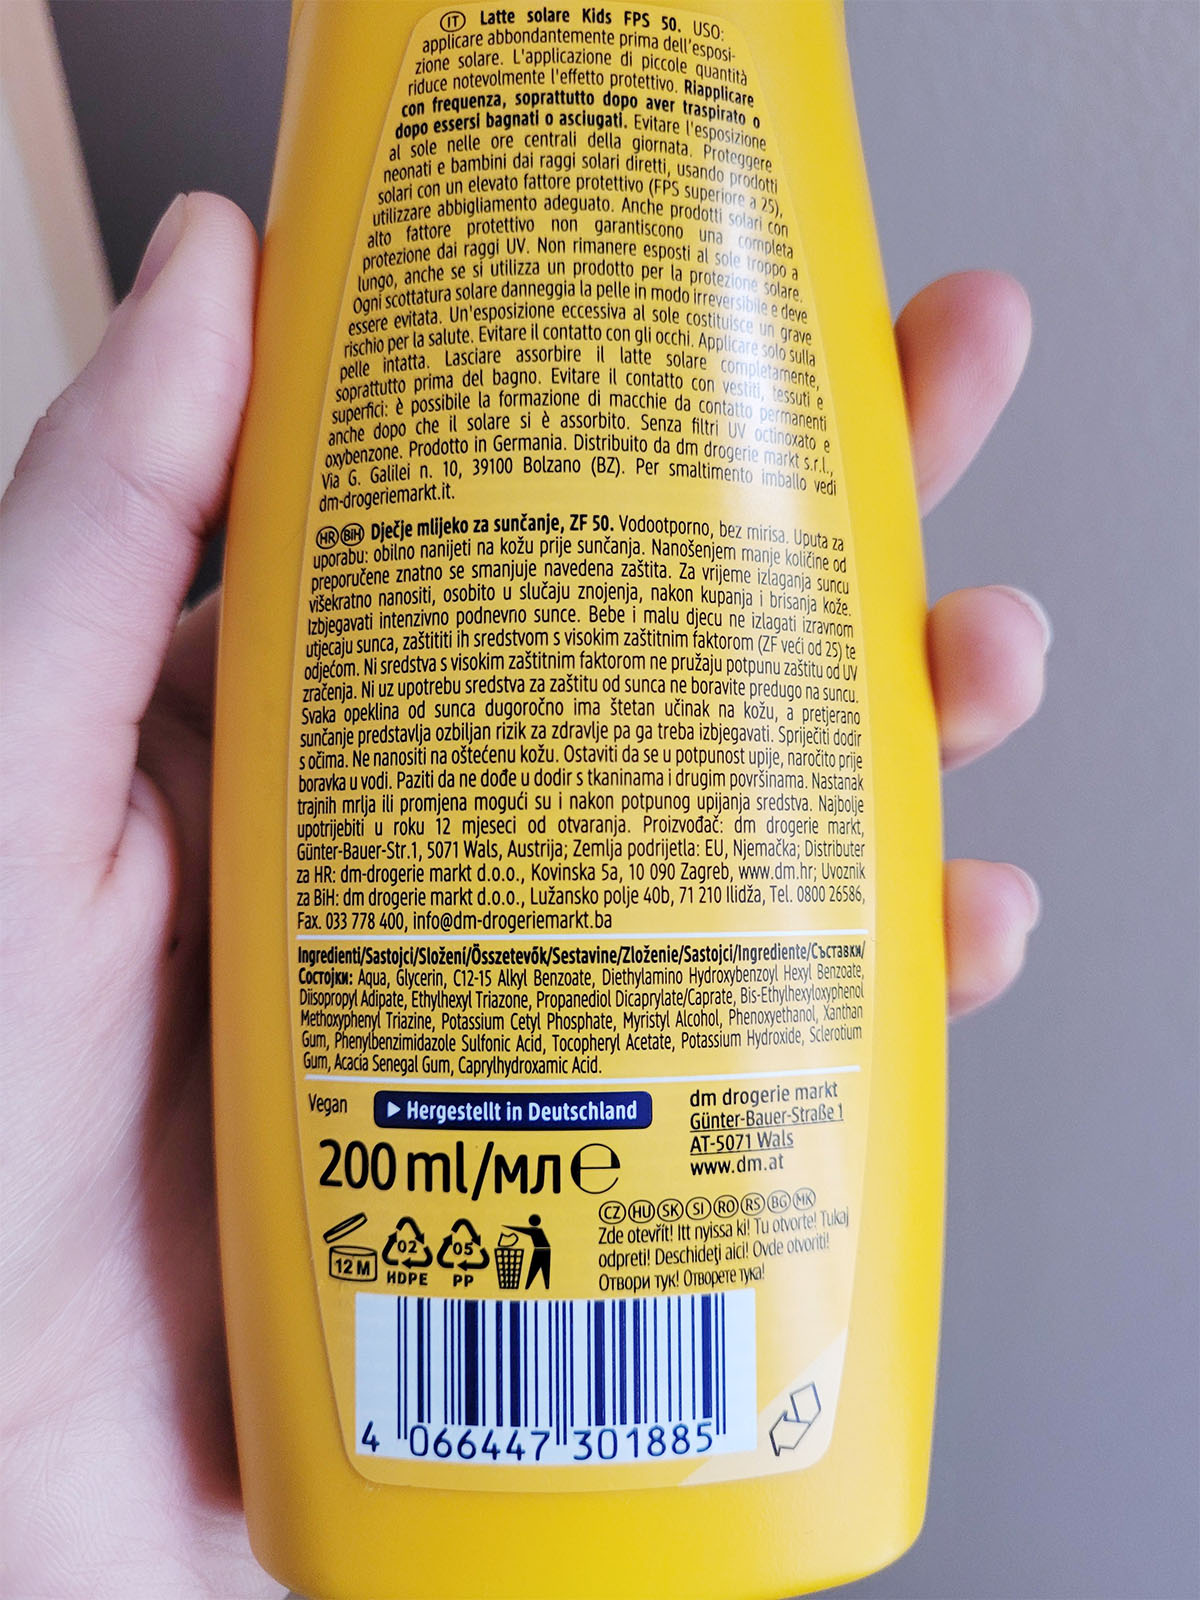 IT Latte solare Kids FPS 50. USO:
applicare abbondantemente prima dell'esposi-
zione solare. L'applicazione di piccole quantità
riduce notevolmente l'effetto protettivo. Riapplicare
con frequenza, soprattutto dopo aver traspirato o
dopo essersi bagnati o asciugati. Evitare l'esposizione
al sole nelle ore centrali della giornata. Proteggere
neonati e bambini dai raggi solari diretti, usando prodotti
solari con un elevato fattore protettivo (FPS superiore a 25),
utilizzare abbigliamento adeguato. Anche prodotti solari con
alto fattore protettivo non garantiscono una completa
protezione dai raggi UV. Non rimanere esposti al sole troppo a
lungo, anche se si utilizza un prodotto per la protezione solare.
Ogni scottatura solare danneggia la pelle in modo irreversibile e deve
essere evitata. Un'esposizione eccessiva al sole costituisce un grave
rischio per la salute. Evitare il contatto con gli occhi. Applicare solo sulla
pelle intatta. Lasciare assorbire il latte solare completamente,
soprattutto prima del bagno. Evitare il contatto con vestiti, tessuti e
superfici: è possibile la formazione di macchie da contatto permanenti
anche dopo che il solare si è assorbito. Senza filtri UV octinoxato e
oxybenzone. Prodotto in Germania. Distribuito da dm drogerie markt s.r.l.,
Via G. Galilei n. 10, 39100 Bolzano (BZ). Per smaltimento imballo vedi
dm-drogeriemarkt.it.
HR BIH Dječje mlijeko za sunčanje, ZF 50. Vodootporno, bez mirisa. Uputa za
uporabu: obilno nanijeti na kožu prije sunčanja. Nanošenjem manje količine od
preporučene znatno se smanjuje navedena zaštita. Za vrijeme izlaganja suncu
višekratno nanositi, osobito u slučaju znojenja, nakon kupanja i brisanja kože.
Izbjegavati intenzivno podnevno sunce. Bebe i malu djecu ne izlagati izravnom
utjecaju sunca, zaštititi ih sredstvom s visokim zaštitnim faktorom (ZF veći od 25) te
odjećom. Ni sredstva s visokim zaštitnim faktorom ne pružaju potpunu zaštitu od UV
zračenja. Ni uz upotrebu sredstva za zaštitu od sunca ne boravite predugo na suncu.
Svaka opeklina od sunca dugoročno ima štetan učinak na kožu, a pretjerano
sunčanje predstavlja ozbiljan rizik za zdravlje pa ga treba izbjegavati. Spriječiti dodir
s očima. Ne nanositi na oštećenu kožu. Ostaviti da se u potpunost upije, naročito prije
boravka u vodi. Paziti da ne dođe u dodir s tkaninama i drugim površinama. Nastanak
trajnih mrlja ili promjena mogući su i nakon potpunog upijanja sredstva. Najbolje
upotrijebiti u roku 12 mjeseci od otvaranja. Proizvođač: dm drogerie markt,
Günter-Bauer-Str.1, 5071 Wals, Austrija; Zemlja podrijetla: EU, Njemačka; Distributer
za HR: dm-drogerie markt d.o.o., Kovinska 5a, 10 090 Zagreb, www.dm.hr; Uvoznik
za BiH: dm drogerie markt d.o.o., Lužansko polje 40b, 71 210 Ilidža, Tel. 0800 26586,
Fax. 033 778 400, info@dm-drogeriemarkt.ba
Ingredienti/Sastojci/Složení/Összetevők/Sestavine/Zloženie/Sastojci/Ingrediente/Съставки/
Состојки: Aqua, Glycerin, C12-15 Alkyl Benzoate, Diethylamino Hydroxybenzoyl Hexyl Benzoate,
Diisopropyl Adipate, Ethylhexyl Triazone, Propanediol Dicaprylate/Caprate, Bis-Ethylhexyloxyphenol
Methoxyphenyl Triazine, Potassium Cetyl Phosphate, Myristyl Alcohol, Phenoxyethanol, Xanthan
Gum, Phenylbenzimidazole Sulfonic Acid, Tocopheryl Acetate, Potassium Hydroxide, Sclerotium
Gum, Acacia Senegal Gum, Caprylhydroxamic Acid.
Vegan
Hergestellt in Deutschland
dm drogerie markt
Günter-Bauer-Straße 1
AT-5071 Wals
www.dm.at
200 ml/мл ℮
12 M
02
HDPE
05
PP
CZ HU SK SI RO RS BG MK
Zde otevřít! Itt nyissa ki! Tu otvorte! Tukaj
odpreti! Deschideți aici! Ovde otvoriti!
Отвори тук! Отворете тука!
4 066447 301885